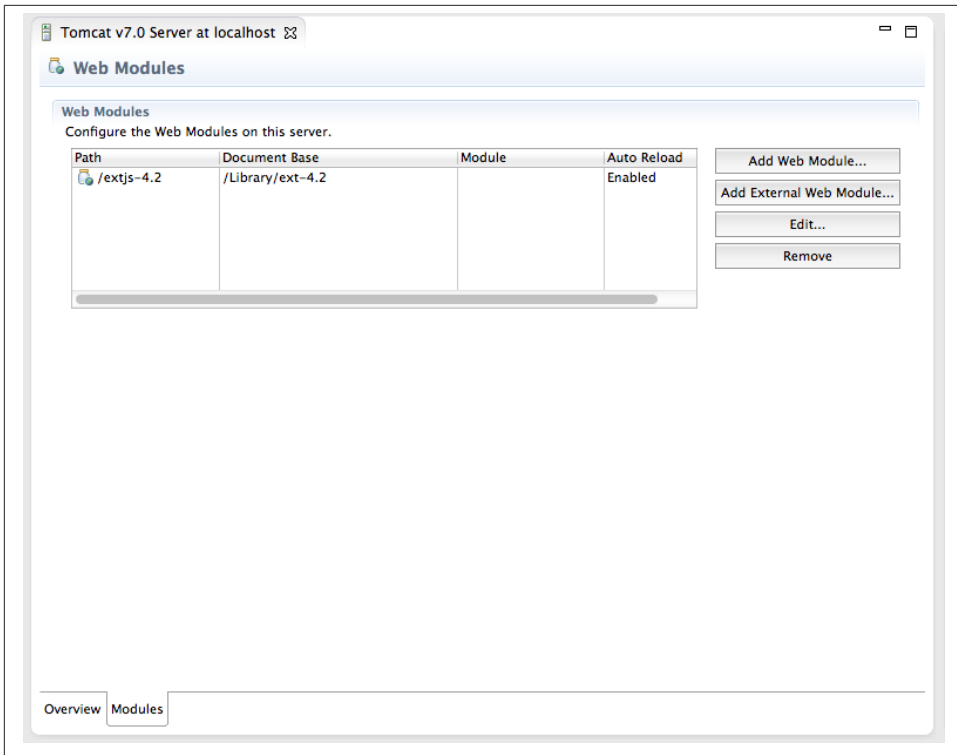 Tomcat v7.0 Server at localhost
Web Modules
Web Modules
Configure the Web Modules on this server.
Path Document Base Module Auto Reload
/extjs-4.2 /Library/ext-4.2 Enabled
Add Web Module...
Add External Web Module...
Edit...
Remove
Overview Modules